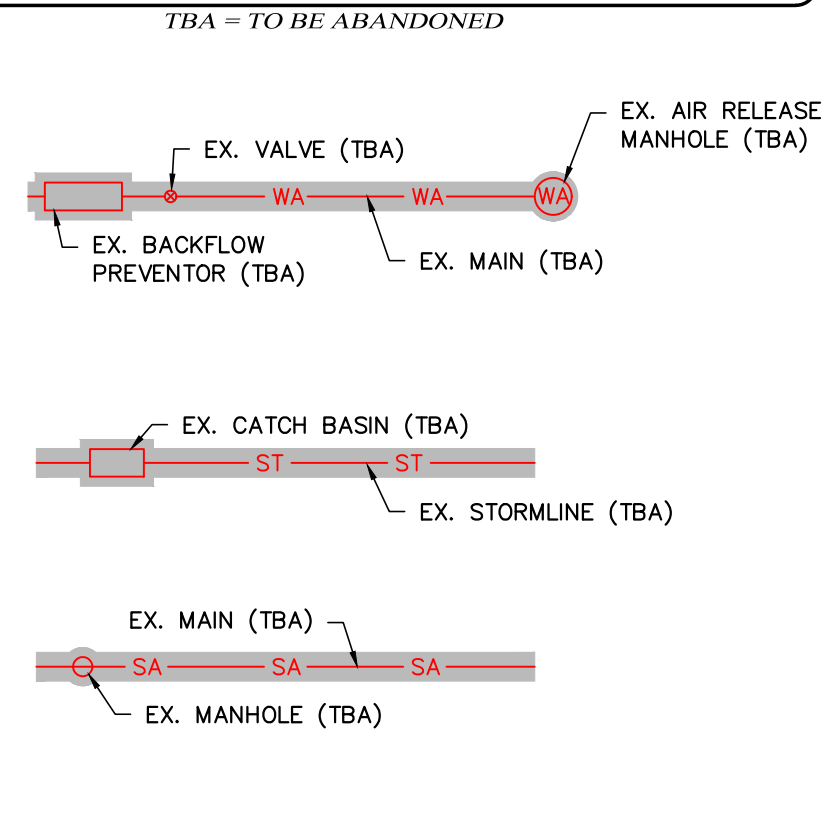 TBA = TO BE ABANDONED
EX. AIR RELEASE
MANHOLE (TBA)
EX. VALVE (TBA)
WA WA WA
EX. BACKFLOW
PREVENTOR (TBA)
EX. MAIN (TBA)
EX. CATCH BASIN (TBA)
ST ST
EX. STORMLINE (TBA)
EX. MAIN (TBA)
SA SA SA
EX. MANHOLE (TBA)